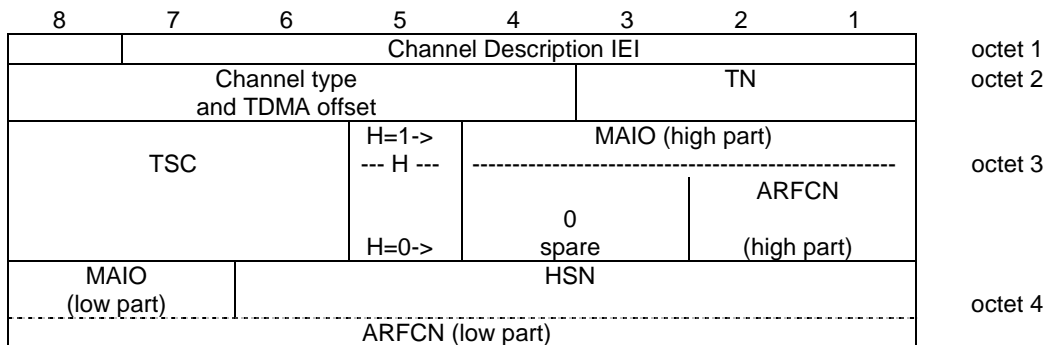 8 7 6 5 4 3 2 1
Channel Description IEI octet 1
Channel type TN octet 2
and TDMA offset
H=1-> MAIO (high part)
TSC --- H --- ----------------------------------------------------- octet 3
ARFCN
0
H=0-> spare (high part)
MAIO HSN
(low part) octet 4
ARFCN (low part)